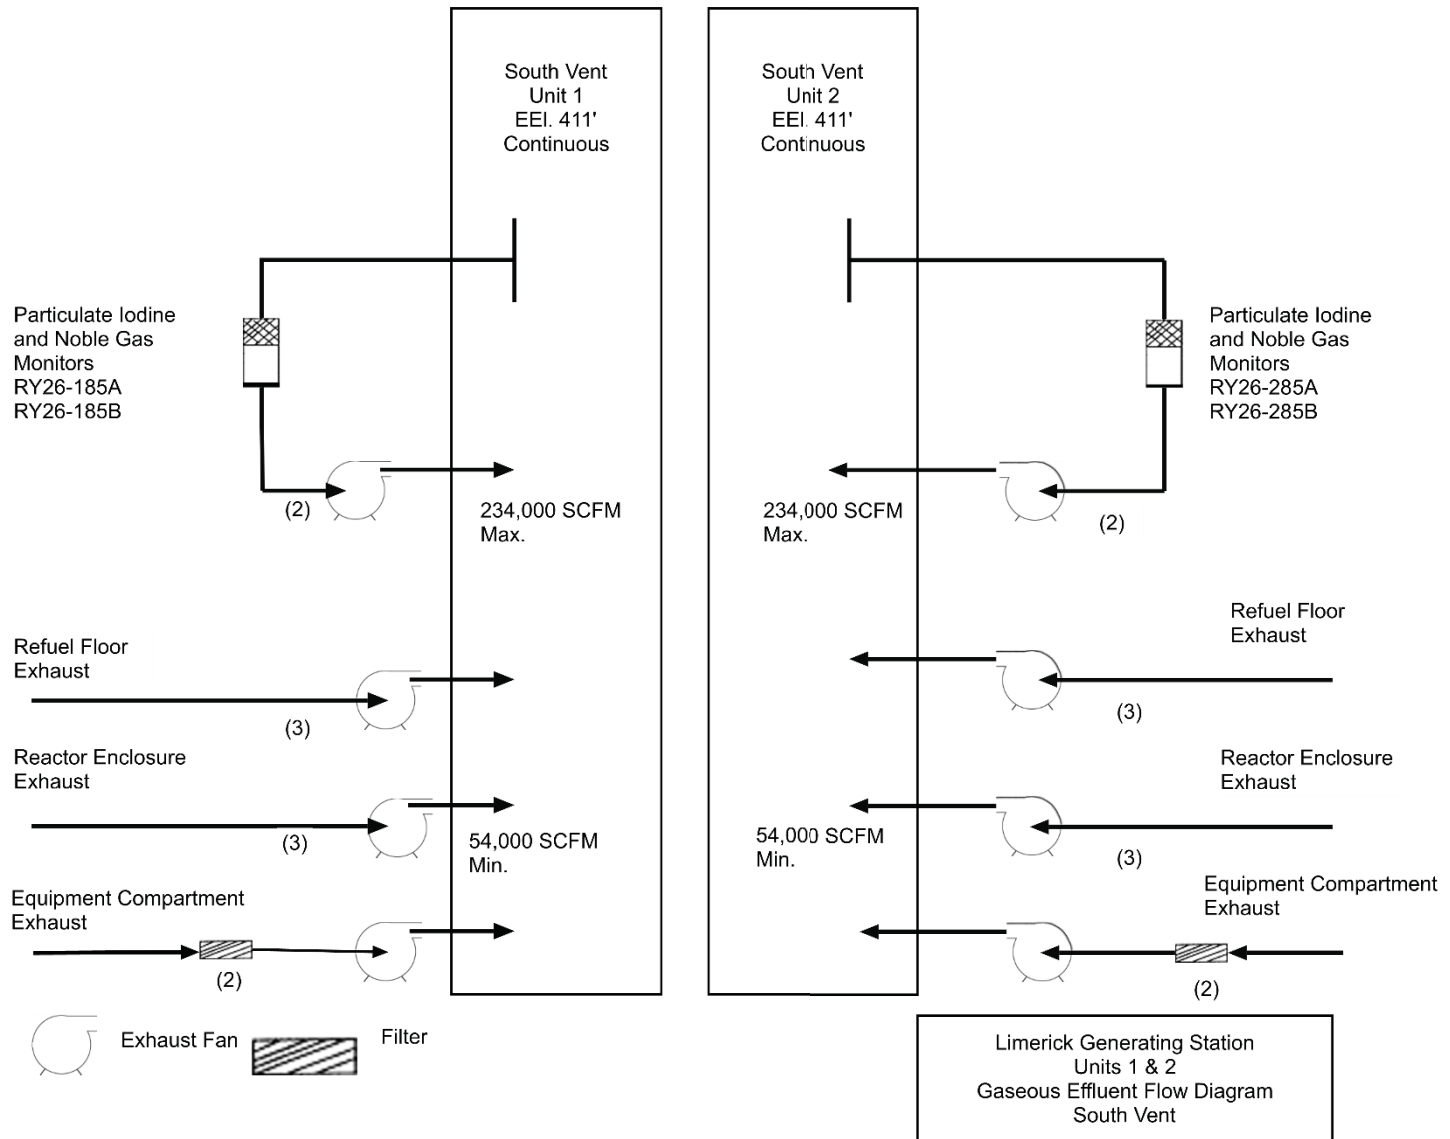 South Vent
Unit 1
EEl. 411'
Continuous
South Vent
Unit 2
EEl. 411'
Continuous
Particulate Iodine
and Noble Gas
Monitors
RY26-185A
RY26-185B
Particulate Iodine
and Noble Gas
Monitors
RY26-285A
RY26-285B
(2)
234,000 SCFM
Max.
234,000 SCFM
Max.
(2)
Refuel Floor
Exhaust
(3)
Refuel Floor
Exhaust
(3)
Reactor Enclosure
Exhaust
(3)
54,000 SCFM
Min.
54,000 SCFM
Min.
Reactor Enclosure
Exhaust
(3)
Equipment Compartment
Exhaust
(2)
Equipment Compartment
Exhaust
(2)
Exhaust Fan
Filter
Limerick Generating Station
Units 1 & 2
Gaseous Effluent Flow Diagram
South Vent